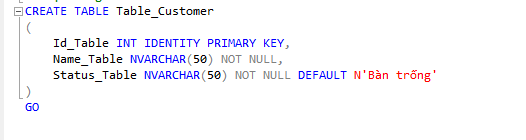 CREATE TABLE Table_Customer
(
    Id_Table INT IDENTITY PRIMARY KEY,
    Name_Table NVARCHAR(50) NOT NULL,
    Status_Table NVARCHAR(50) NOT NULL DEFAULT N'Bàn trống'
)
GO